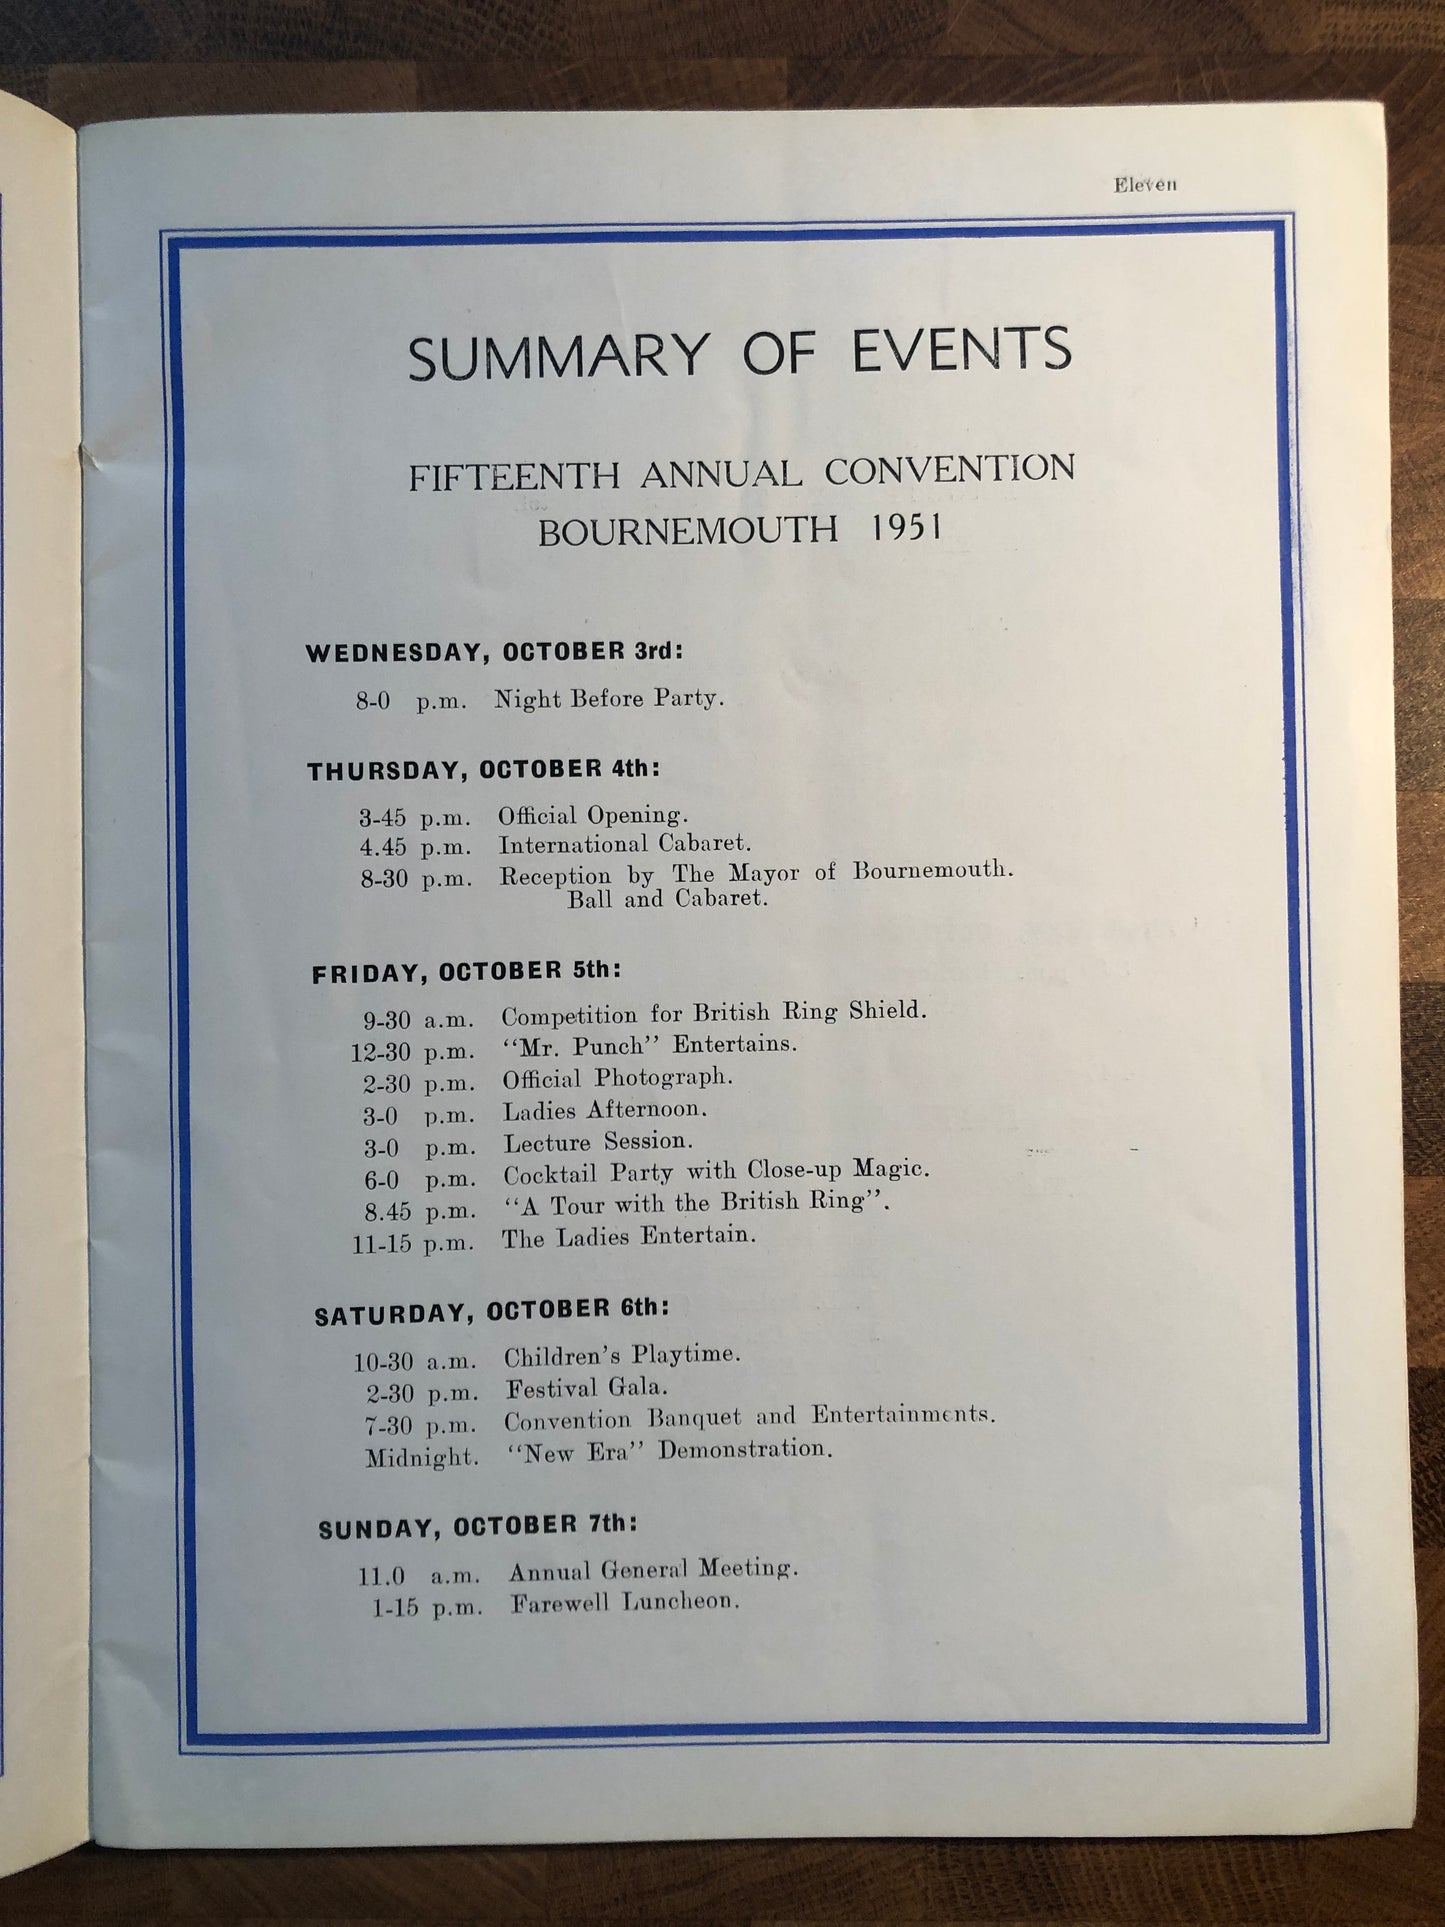 Eleven
SUMMARY OF EVENTS
FIFTEENTH ANNUAL CONVENTION
BOURNEMOUTH 1951
WEDNESDAY, OCTOBER 3rd:
8-0 p.m. Night Before Party.
THURSDAY, OCTOBER 4th:
3-45 p.m. Official Opening.
4.45 p.m. International Cabaret.
8-30 p.m. Reception by The Mayor of Bournemouth.
Ball and Cabaret.
FRIDAY, OCTOBER 5th:
9-30 a.m. Competition for British Ring Shield.
12-30 p.m. "Mr. Punch" Entertains.
2-30 p.m. Official Photograph.
3-0 p.m. Ladies Afternoon.
3-0 p.m. Lecture Session.
6-0 p.m. Cocktail Party with Close-up Magic.
8.45 p.m. "A Tour with the British Ring".
11-15 p.m. The Ladies Entertain.
SATURDAY, OCTOBER 6th:
10-30 a.m. Children's Playtime.
2-30 p.m. Festival Gala.
7-30 p.m. Convention Banquet and Entertainments.
Midnight. "New Era" Demonstration.
SUNDAY, OCTOBER 7th:
11.0 a.m. Annual General Meeting.
1-15 p.m. Farewell Luncheon.